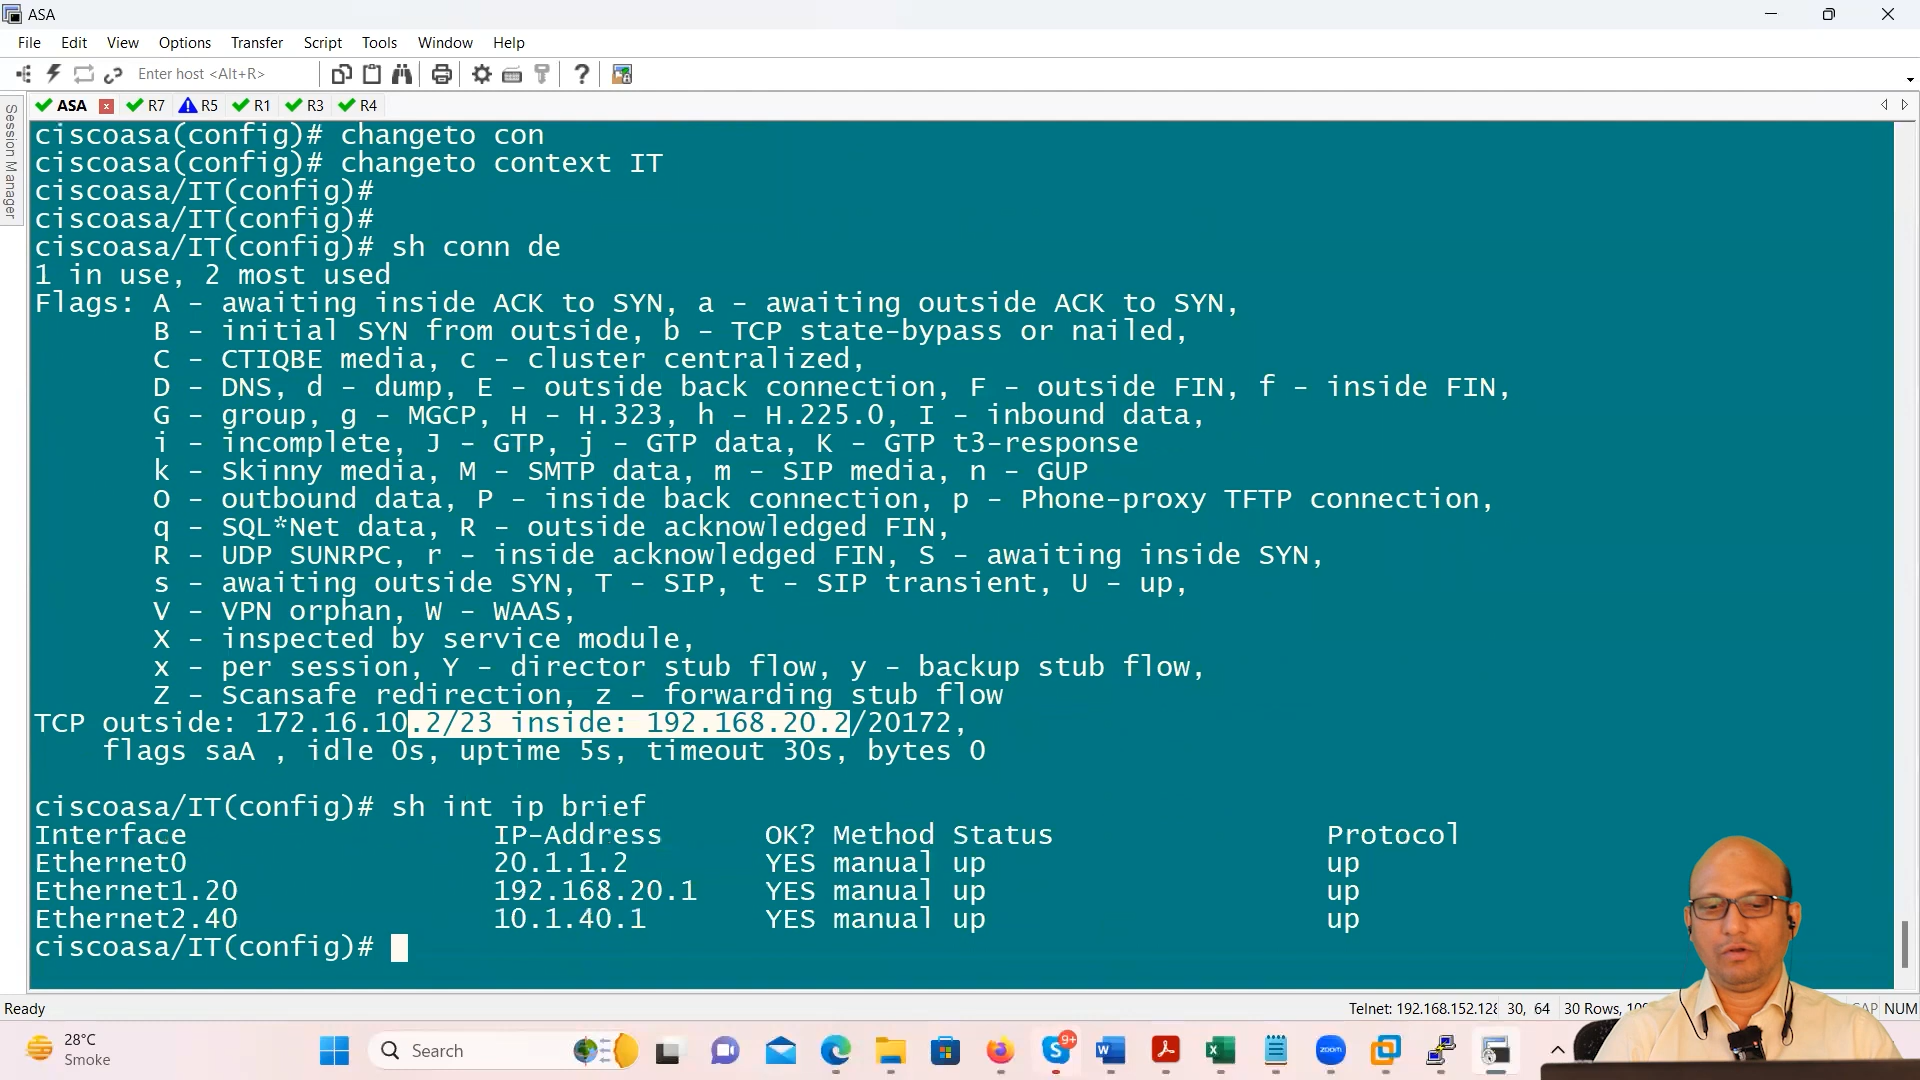 ASA
File Edit View Options Transfer Script Tools Window Help
Enter host <Alt+R>
ASA R7 R5 R1 R3 R4
Session Manager
ciscoasa(config)# changeto con
ciscoasa(config)# changeto context IT
ciscoasa/IT(config)#
ciscoasa/IT(config)#
ciscoasa/IT(config)# sh conn de
1 in use, 2 most used
Flags: A - awaiting inside ACK to SYN, a - awaiting outside ACK to SYN,
B - initial SYN from outside, b - TCP state-bypass or nailed,
C - CTIQBE media, c - cluster centralized,
D - DNS, d - dump, E - outside back connection, F - outside FIN, f - inside FIN,
G - group, g - MGCP, H - H.323, h - H.225.0, I - inbound data,
i - incomplete, J - GTP, j - GTP data, K - GTP t3-response
k - Skinny media, M - SMTP data, m - SIP media, n - GUP
O - outbound data, P - inside back connection, p - Phone-proxy TFTP connection,
q - SQL*Net data, R - outside acknowledged FIN,
R - UDP SUNRPC, r - inside acknowledged FIN, S - awaiting inside SYN,
s - awaiting outside SYN, T - SIP, t - SIP transient, U - up,
V - VPN orphan, W - WAAS,
X - inspected by service module,
x - per session, Y - director stub flow, y - backup stub flow,
Z - Scansafe redirection, z - forwarding stub flow
TCP outside: 172.16.10.2/23 inside: 192.168.20.2/20172,
flags saA , idle 0s, uptime 5s, timeout 30s, bytes 0
ciscoasa/IT(config)# sh int ip brief
Interface IP-Address OK? Method Status Protocol
Ethernet0 20.1.1.2 YES manual up up
Ethernet1.20 192.168.20.1 YES manual up up
Ethernet2.40 10.1.40.1 YES manual up up
ciscoasa/IT(config)#
Ready Telnet: 192.168.152.128 30, 64 30 Rows, NUM
28°C
Smoke
Search
9+
zoom